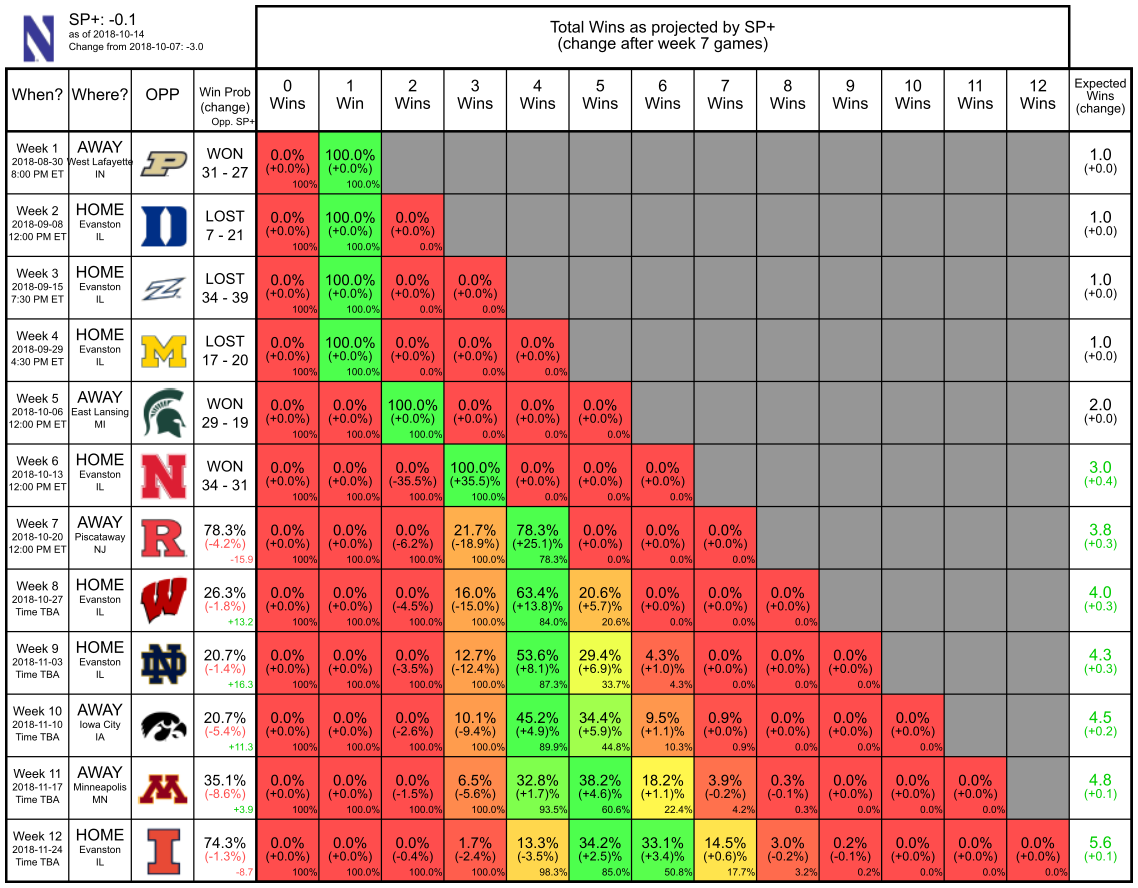 N
SP+: -0.1
as of 2018-10-14
Change from 2018-10-07: -3.0
Total Wins as projected by SP+
(change after week 7 games)
When? Where? OPP Win Prob (change) Opp. SP+ 0 Wins 1 Win 2 Wins 3 Wins 4 Wins 5 Wins 6 Wins 7 Wins 8 Wins 9 Wins 10 Wins 11 Wins 12 Wins Expected Wins (change)
Week 1 AWAY P WON 0.0% 100.0% 1.0
2018-08-30 West Lafayette 31 - 27 (+0.0%) (+0.0%) (+0.0)
8:00 PM ET IN 100% 100.0%
Week 2 HOME D LOST 0.0% 100.0% 0.0% 1.0
2018-09-08 Evanston 7 - 21 (+0.0%) (+0.0%) (+0.0%) (+0.0)
12:00 PM ET IL 100% 100.0% 0.0%
Week 3 HOME Z LOST 0.0% 100.0% 0.0% 0.0% 1.0
2018-09-15 Evanston 34 - 39 (+0.0%) (+0.0%) (+0.0%) (+0.0%) (+0.0)
7:30 PM ET IL 100% 100.0% 0.0% 0.0%
Week 4 HOME M LOST 0.0% 100.0% 0.0% 0.0% 0.0% 1.0
2018-09-29 Evanston 17 - 20 (+0.0%) (+0.0%) (+0.0%) (+0.0%) (+0.0%) (+0.0)
4:30 PM ET IL 100% 100.0% 0.0% 0.0% 0.0%
Week 5 AWAY WON 0.0% 0.0% 100.0% 0.0% 0.0% 0.0% 2.0
2018-10-06 East Lansing 29 - 19 (+0.0%) (+0.0%) (+0.0%) (+0.0%) (+0.0%) (+0.0%) (+0.0)
12:00 PM ET MI 100% 100.0% 100.0% 0.0% 0.0% 0.0%
Week 6 HOME N WON 0.0% 0.0% 0.0% 100.0% 0.0% 0.0% 0.0% 3.0
2018-10-13 Evanston 34 - 31 (+0.0%) (+0.0%) (-35.5%) (+35.5%) (+0.0%) (+0.0%) (+0.0%) (+0.4)
12:00 PM ET IL 100% 100.0% 100.0% 100.0% 0.0% 0.0% 0.0%
Week 7 AWAY R 78.3% 0.0% 0.0% 0.0% 21.7% 78.3% 0.0% 0.0% 0.0% 3.8
2018-10-20 Piscataway (-4.2%) (+0.0%) (+0.0%) (-6.2%) (-18.9%) (+25.1)% (+0.0%) (+0.0%) (+0.0%) (+0.3)
12:00 PM ET NJ -15.9 100% 100.0% 100.0% 100.0% 78.3% 0.0% 0.0% 0.0%
Week 8 HOME W 26.3% 0.0% 0.0% 0.0% 16.0% 63.4% 20.6% 0.0% 0.0% 0.0% 4.0
2018-10-27 Evanston (-1.8%) (+0.0%) (+0.0%) (-4.5%) (-15.0%) (+13.8)% (+5.7)% (+0.0%) (+0.0%) (+0.0%) (+0.3)
Time TBA IL +13.2 100% 100.0% 100.0% 100.0% 84.0% 20.6% 0.0% 0.0% 0.0%
Week 9 HOME ND 20.7% 0.0% 0.0% 0.0% 12.7% 53.6% 29.4% 4.3% 0.0% 0.0% 0.0% 4.3
2018-11-03 Evanston (-1.4%) (+0.0%) (+0.0%) (-3.5%) (-12.4%) (+8.1)% (+6.9)% (+1.0)% (+0.0%) (+0.0%) (+0.0%) (+0.3)
Time TBA IL +16.3 100% 100.0% 100.0% 100.0% 87.3% 33.7% 4.3% 0.0% 0.0% 0.0%
Week 10 AWAY 20.7% 0.0% 0.0% 0.0% 10.1% 45.2% 34.4% 9.5% 0.9% 0.0% 0.0% 0.0% 4.5
2018-11-10 Iowa City (-5.4%) (+0.0%) (+0.0%) (-2.6%) (-9.4%) (+4.9)% (+5.9)% (+1.1)% (+0.0%) (+0.0%) (+0.0%) (+0.0%) (+0.2)
Time TBA IA +11.3 100% 100.0% 100.0% 100.0% 89.9% 44.8% 10.3% 0.9% 0.0% 0.0% 0.0%
Week 11 AWAY M 35.1% 0.0% 0.0% 0.0% 6.5% 32.8% 38.2% 18.2% 3.9% 0.3% 0.0% 0.0% 0.0% 4.8
2018-11-17 Minneapolis (-8.6%) (+0.0%) (+0.0%) (-1.5%) (-5.6%) (+1.7)% (+4.6)% (+1.1)% (-0.2%) (-0.1%) (+0.0%) (+0.0%) (+0.0%) (+0.1)
Time TBA MN +3.9 100% 100.0% 100.0% 100.0% 93.5% 60.6% 22.4% 4.2% 0.3% 0.0% 0.0% 0.0%
Week 12 HOME I 74.3% 0.0% 0.0% 0.0% 1.7% 13.3% 34.2% 33.1% 14.5% 3.0% 0.2% 0.0% 0.0% 0.0% 5.6
2018-11-24 Evanston (-1.3%) (+0.0%) (+0.0%) (-0.4%) (-2.4%) (-3.5%) (+2.5)% (+3.4)% (+0.6)% (-0.2%) (-0.1%) (+0.0%) (+0.0%) (+0.0%) (+0.1)
Time TBA IL -8.7 100% 100.0% 100.0% 100.0% 98.3% 85.0% 50.8% 17.7% 3.2% 0.2% 0.0% 0.0% 0.0%